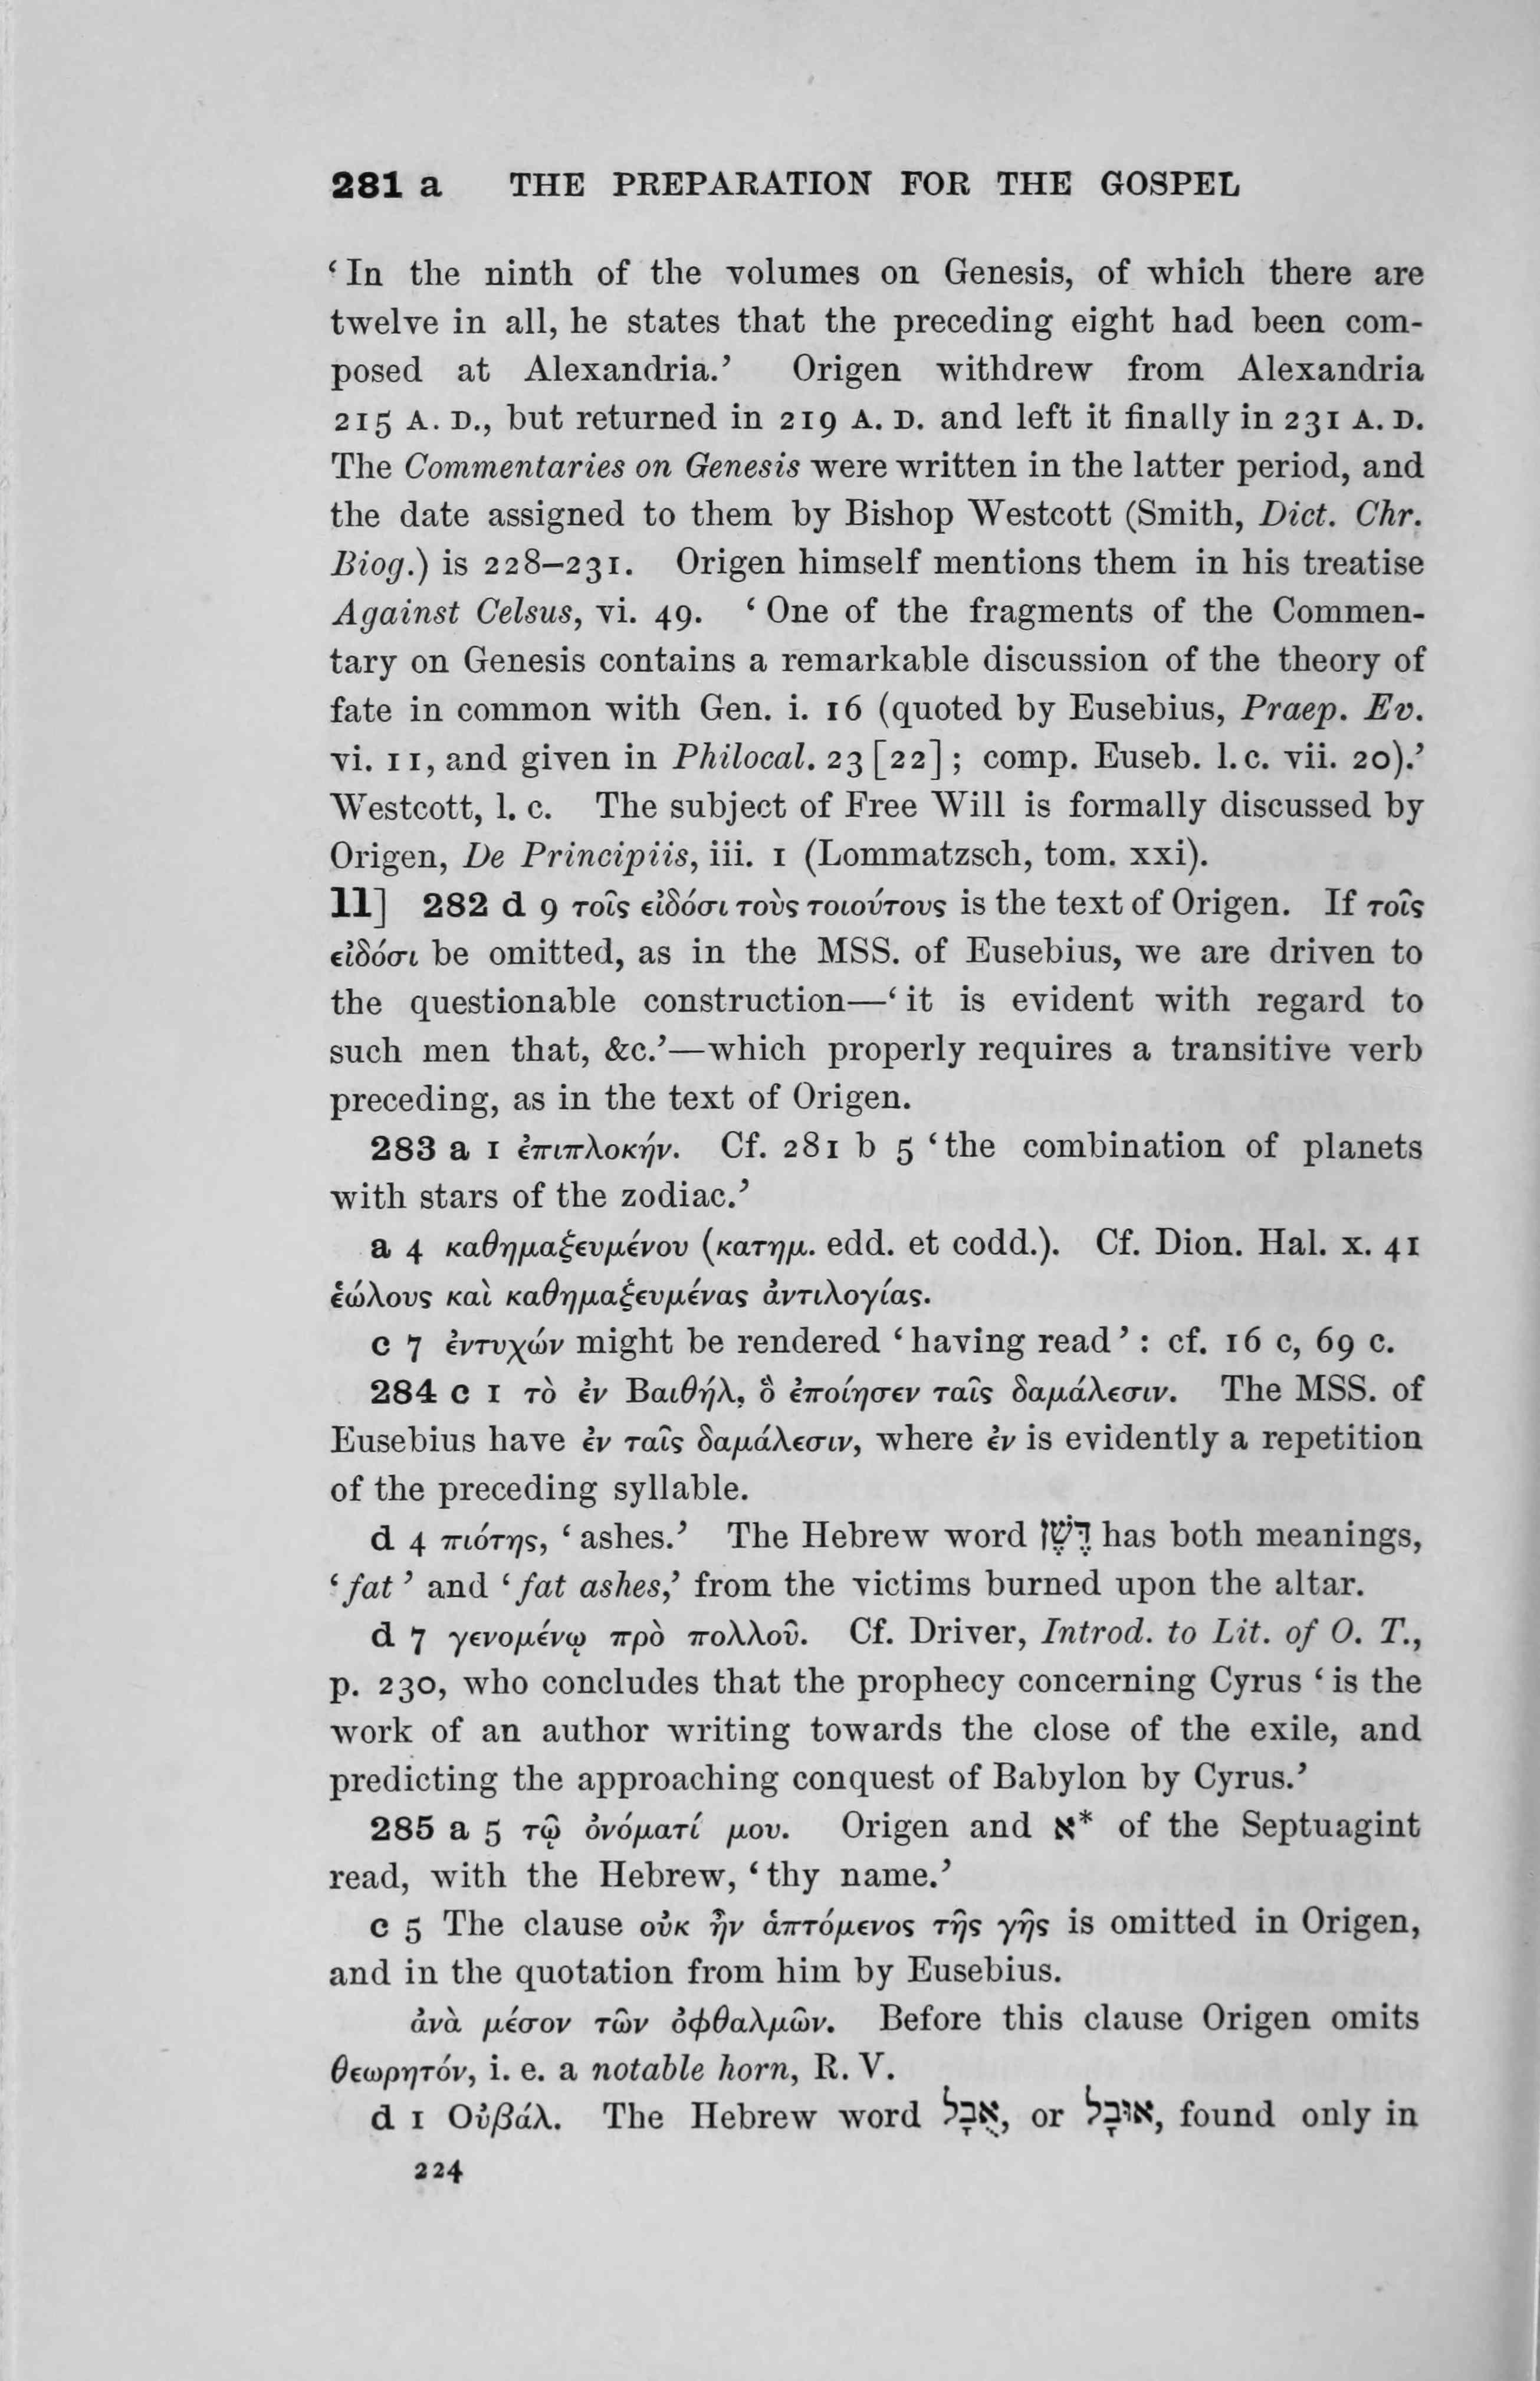 281 a THE PREPARATION FOR THE GOSPEL
‘In the ninth of the volumes on Genesis, of which there are
twelve in all, he states that the preceding eight had been com-
posed at Alexandria.’ Origen withdrew from Alexandria
215 A. D., but returned in 219 A. D. and left it finally in 231 A. D.
The Commentaries on Genesis were written in the latter period, and
the date assigned to them by Bishop Westcott (Smith, Dict. Chr.
Biog.) is 228–231. Origen himself mentions them in his treatise
Against Celsus, vi. 49. ‘One of the fragments of the Commen-
tary on Genesis contains a remarkable discussion of the theory of
fate in common with Gen. i. 16 (quoted by Eusebius, Praep. Ev.
vi. 11, and given in Philocal. 23 [22]; comp. Euseb. l. c. vii. 20).’
Westcott, l. c. The subject of Free Will is formally discussed by
Origen, De Principiis, iii. 1 (Lommatzsch, tom. xxi).
11] 282 d 9 τοῖς εἰδόσι τοὺς τοιούτους is the text of Origen. If τοῖς
εἰδόσι be omitted, as in the MSS. of Eusebius, we are driven to
the questionable construction—‘it is evident with regard to
such men that, &c.’—which properly requires a transitive verb
preceding, as in the text of Origen.
283 a 1 ἐπιπλοκήν. Cf. 281 b 5 ‘the combination of planets
with stars of the zodiac.’
a 4 καθημαξευμένου (κατημ. edd. et codd.). Cf. Dion. Hal. x. 41
ἑώλους καὶ καθημαξευμένας ἀντιλογίας.
c 7 ἐντυχών might be rendered ‘having read’: cf. 16 c, 69 c.
284 c 1 τὸ ἐν Βαιθήλ, ὃ ἐποίησεν ταῖς δαμάλεσιν. The MSS. of
Eusebius have ἐν ταῖς δαμάλεσιν, where ἐν is evidently a repetition
of the preceding syllable.
d 4 πιότης, ‘ashes.’ The Hebrew word דֶּשֶׁן has both meanings,
‘fat’ and ‘fat ashes,’ from the victims burned upon the altar.
d 7 γενομένῳ πρὸ πολλοῦ. Cf. Driver, Introd. to Lit. of O. T.,
p. 230, who concludes that the prophecy concerning Cyrus ‘is the
work of an author writing towards the close of the exile, and
predicting the approaching conquest of Babylon by Cyrus.’
285 a 5 τῷ ὀνόματί μου. Origen and א* of the Septuagint
read, with the Hebrew, ‘thy name.’
c 5 The clause οὐκ ἦν ἁπτόμενος τῆς γῆς is omitted in Origen,
and in the quotation from him by Eusebius.
ἀνὰ μέσον τῶν ὀφθαλμῶν. Before this clause Origen omits
θεωρητόν, i. e. a notable horn, R. V.
d 1 Οὐβάλ. The Hebrew word אֻבָל, or אוּבָל, found only in
224